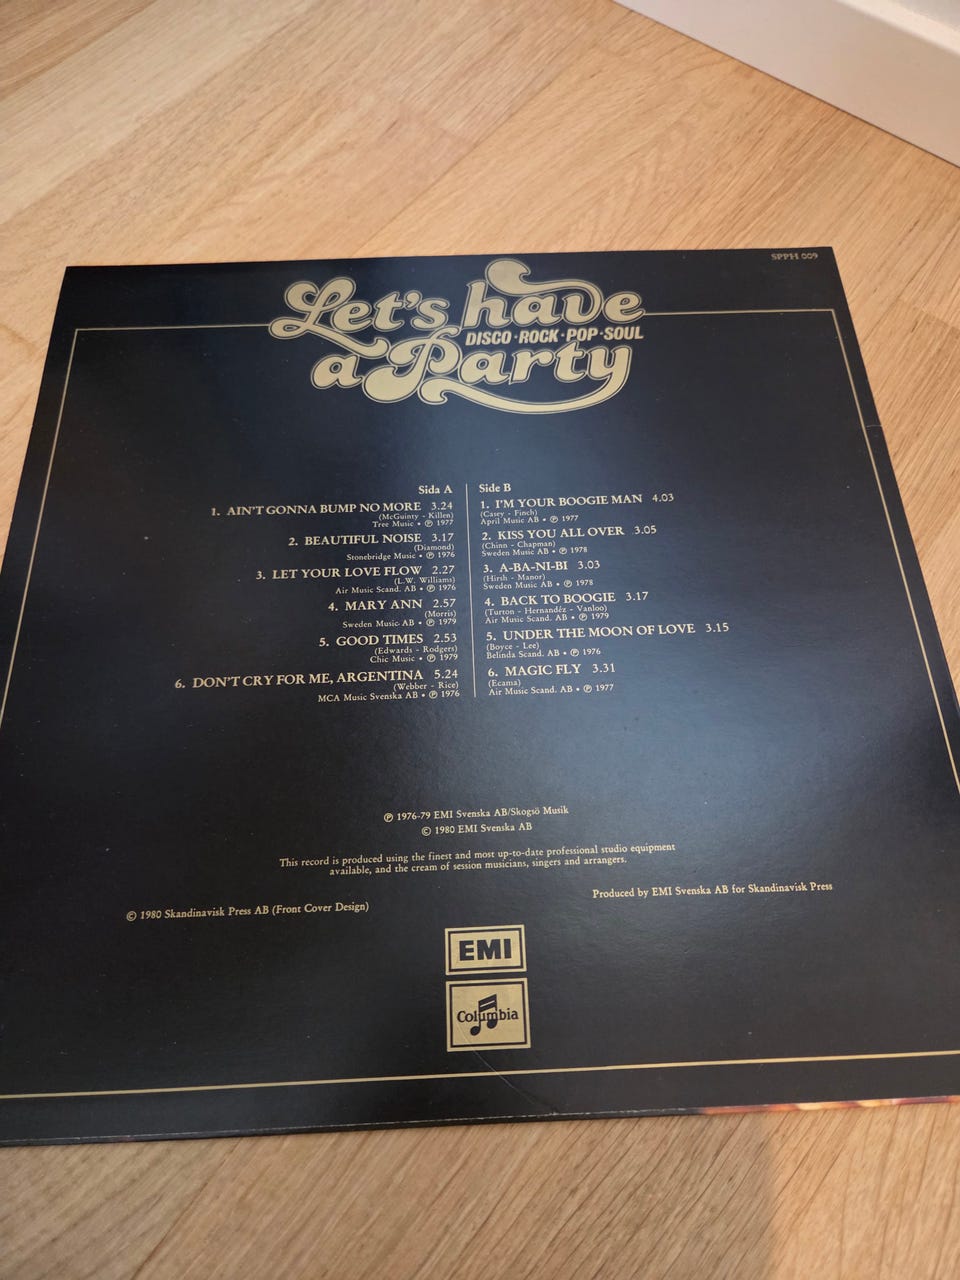 SPPH 009
Let's have
DISCO·ROCK·POP·SOUL
a Party
Sida A
1. AIN'T GONNA BUMP NO MORE 3.24
(McGuinty - Killen)
Tree Music • ℗ 1977
2. BEAUTIFUL NOISE 3.17
(Diamond)
Stonebridge Music • ℗ 1976
3. LET YOUR LOVE FLOW 2.27
(L.W. Williams)
Air Music Scand. AB • ℗ 1976
4. MARY ANN 2.57
(Morris)
Sweden Music AB • ℗ 1979
5. GOOD TIMES 2.53
(Edwards - Rodgers)
Chic Music • ℗ 1979
6. DON'T CRY FOR ME, ARGENTINA 5.24
(Webber - Rice)
MCA Music Svenska AB • ℗ 1976
Side B
1. I'M YOUR BOOGIE MAN 4.03
(Casey - Finch)
April Music AB • ℗ 1977
2. KISS YOU ALL OVER 3.05
(Chinn - Chapman)
Sweden Music AB • ℗ 1978
3. A-BA-NI-BI 3.03
(Hirsh - Manor)
Sweden Music AB • ℗ 1978
4. BACK TO BOOGIE 3.17
(Turton - Hernandéz - Vanloo)
Air Music Scand. AB • ℗ 1979
5. UNDER THE MOON OF LOVE 3.15
(Boyce - Lee)
Belinda Scand. AB • ℗ 1976
6. MAGIC FLY 3.31
(Ecama)
Air Music Scand. AB • ℗ 1977
℗ 1976-79 EMI Svenska AB/Skogsö Musik
© 1980 EMI Svenska AB
This record is produced using the finest and most up-to-date professional studio equipment
available, and the cream of session musicians, singers and arrangers.
© 1980 Skandinavisk Press AB (Front Cover Design)
Produced by EMI Svenska AB for Skandinavisk Press
EMI
Columbia